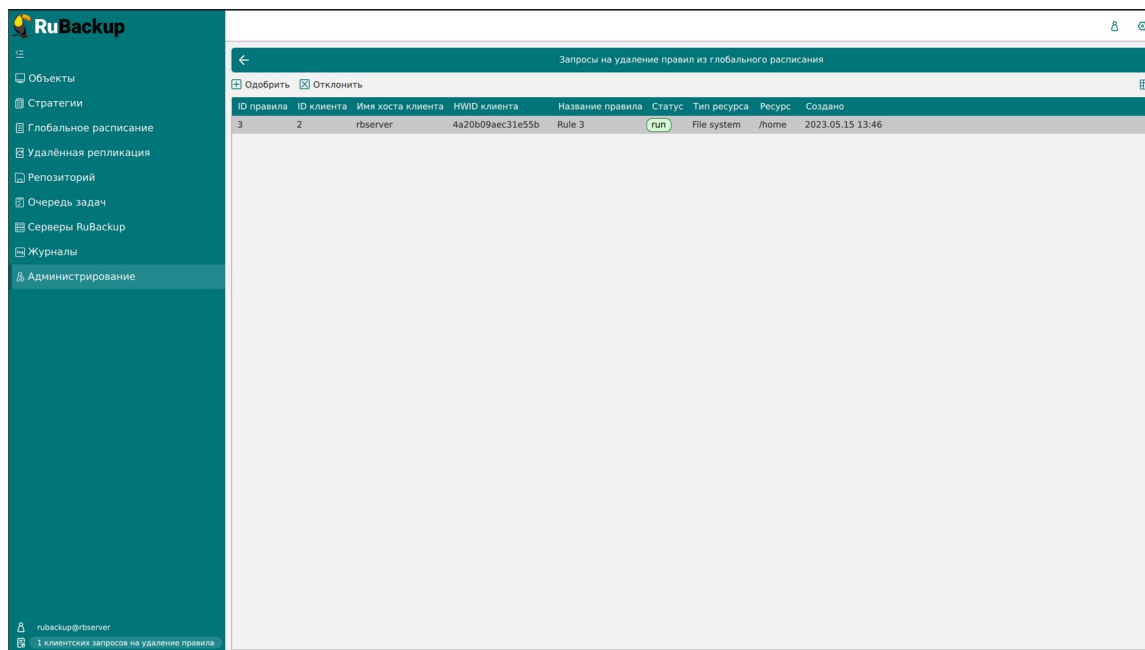 RuBackup
Объекты
Стратегии
Глобальное расписание
Удалённая репликация
Репозиторий
Очередь задач
Серверы RuBackup
Журналы
Администрирование
rubackup@rbserver
1 клиентских запросов на удаление правила
Запросы на удаление правил из глобального расписания
Одобрить Отклонить
ID правила ID клиента Имя хоста клиента HWID клиента Название правила Статус Тип ресурса Ресурс Создано
3 2 rbserver 4a20b09aec31e55b Rule 3 run File system /home 2023.05.15 13:46